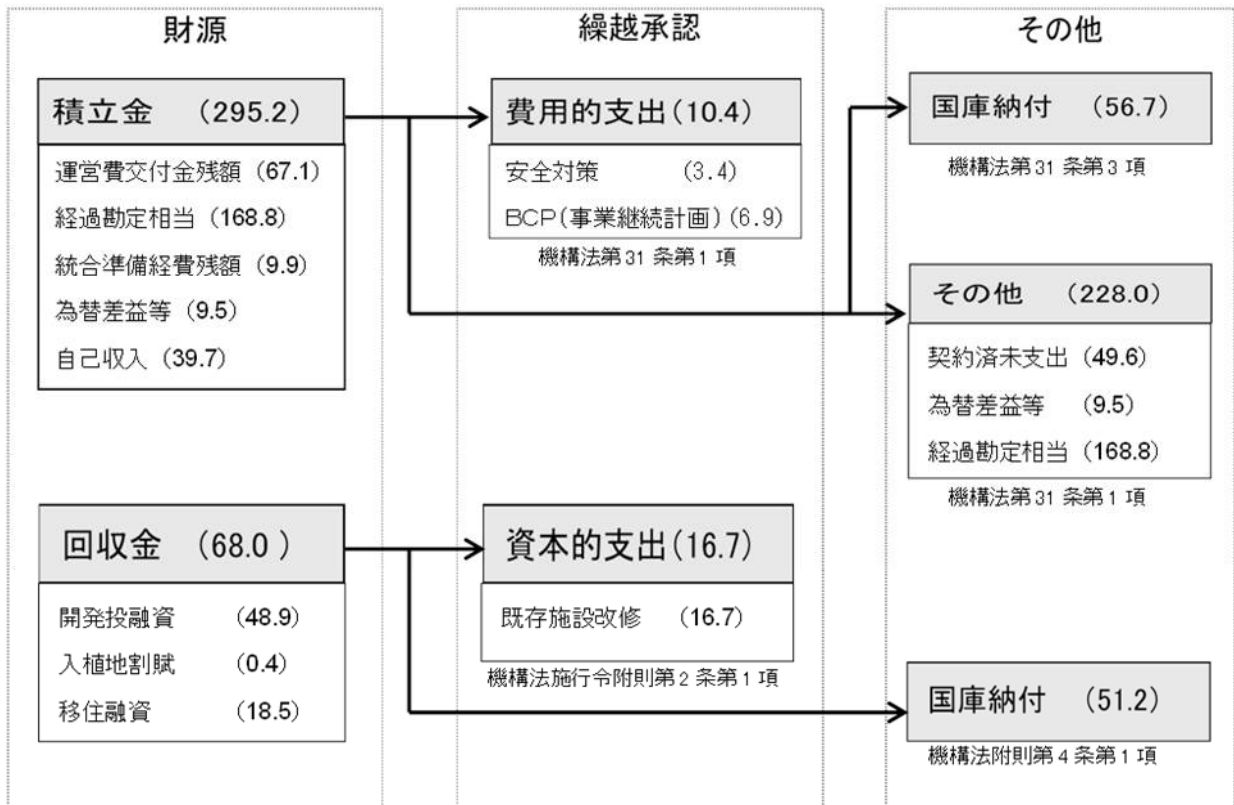 財源
積立金 (295.2)
運営費交付金残額 (67.1)
経過勘定相当 (168.8)
統合準備経費残額 (9.9)
為替差益等 (9.5)
自己収入 (39.7)
回収金 (68.0 )
開発投融資 (48.9)
入植地割賦 (0.4)
移住融資 (18.5)
繰越承認
費用的支出(10.4)
安全対策 (3.4)
BCP(事業継続計画) (6.9)
機構法第31 条第1 項
資本的支出(16.7)
既存施設改修 (16.7)
機構法施行令附則第2 条第1 項
その他
国庫納付 (56.7)
機構法第31 条第3 項
その他 (228.0)
契約済未支出 (49.6)
為替差益等 (9.5)
経過勘定相当 (168.8)
機構法第31 条第1 項
国庫納付 (51.2)
機構法附則第4 条第1 項